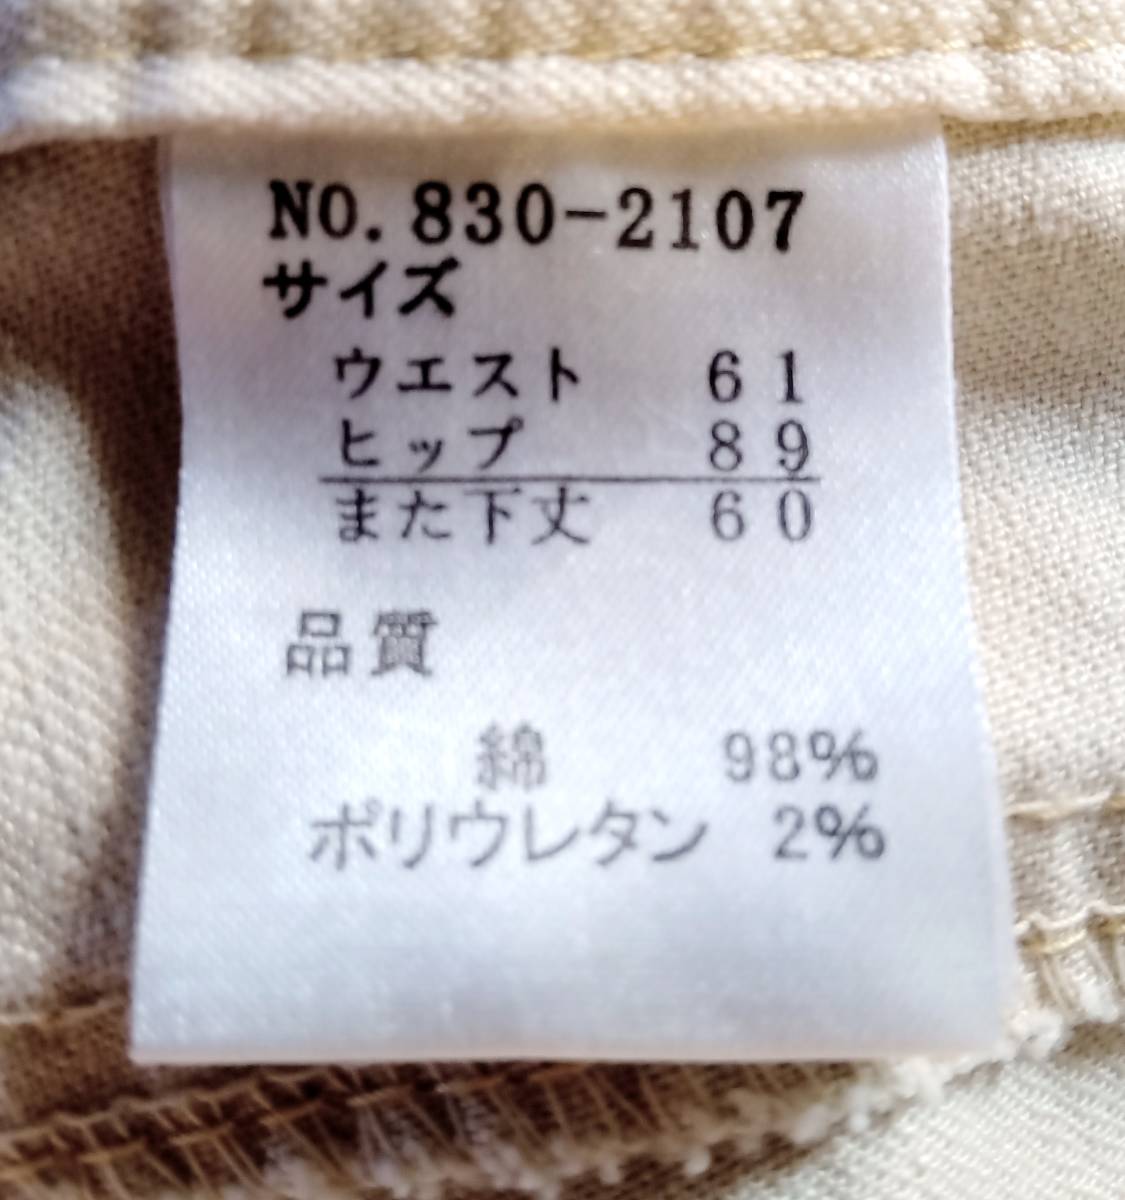 NO.830-2107
サイズ
ウエスト 61
ヒップ 89
また下丈 60
品質
綿 98%
ポリウレタン 2%